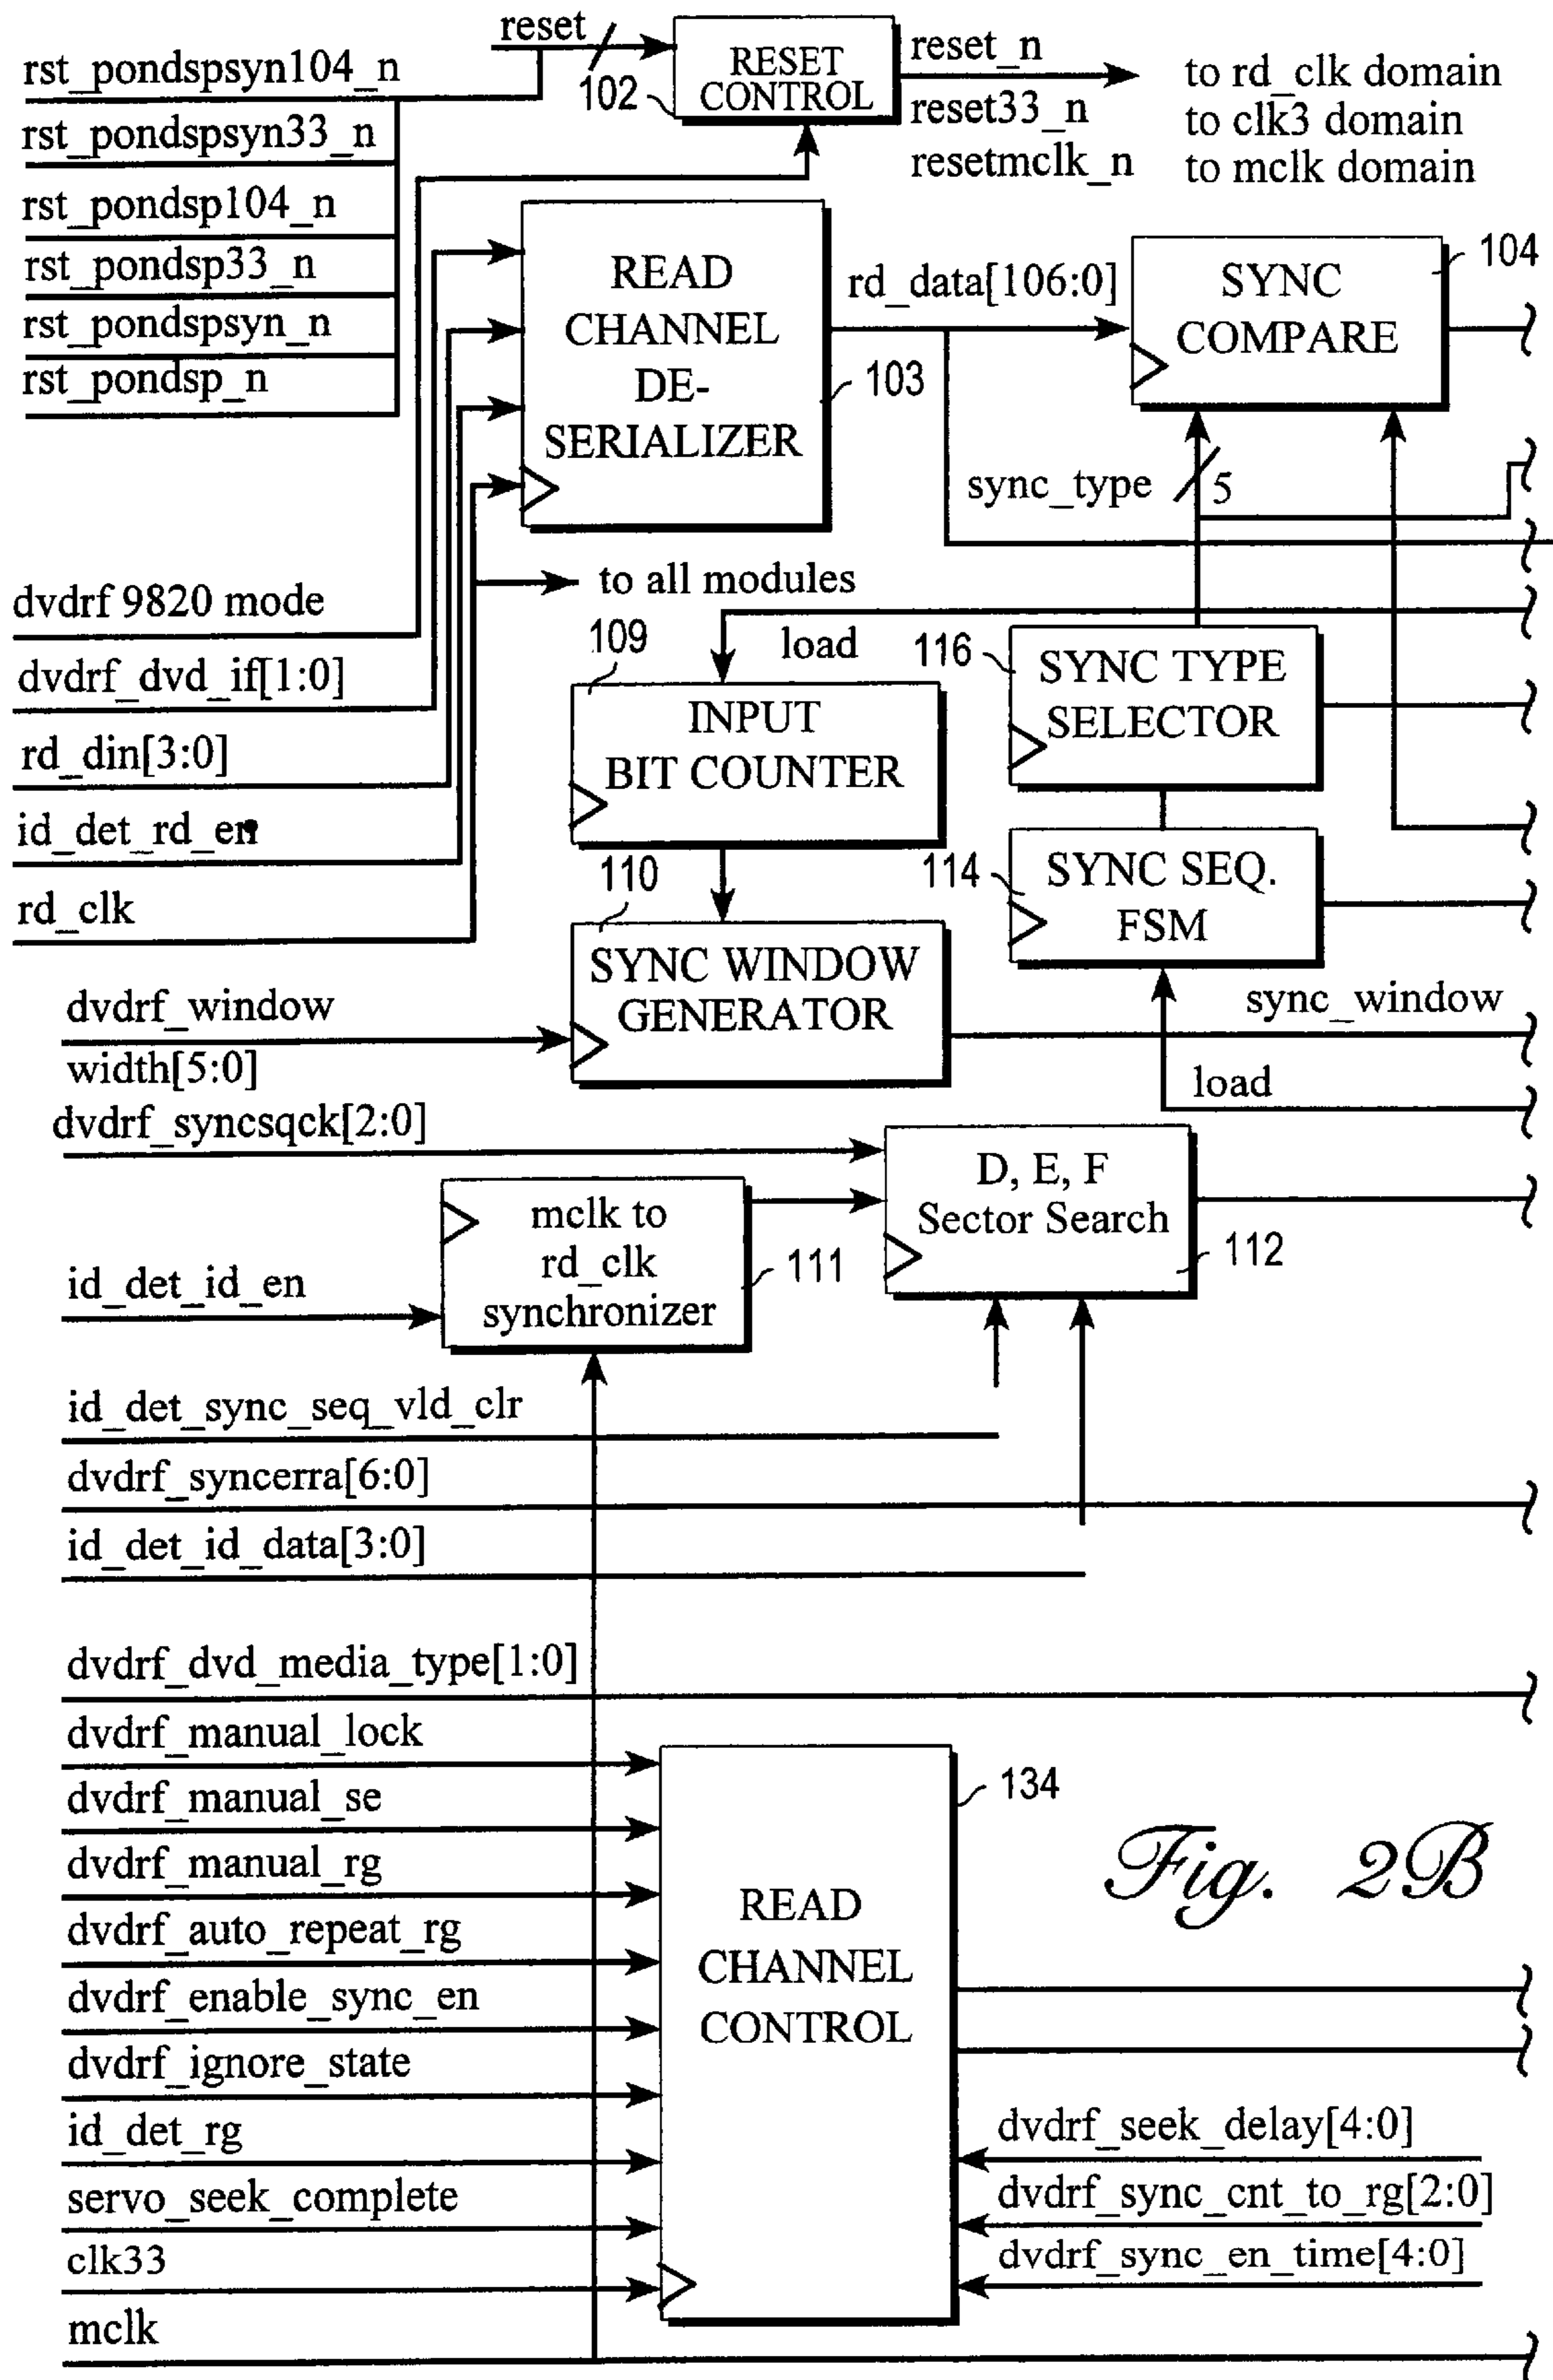 reset
rst_pondspsyn104_n
rst_pondspsyn33_n
rst_pondsp104_n
rst_pondsp33_n
rst_pondspsyn_n
rst_pondsp_n
102
RESET
CONTROL
reset_n
reset33_n
resetmclk_n
to rd_clk domain
to clk3 domain
to mclk domain
READ
CHANNEL
DE-
SERIALIZER
103
rd_data[106:0]
SYNC
COMPARE
104
sync_type
5
to all modules
dvdrf 9820 mode
dvdrf_dvd_if[1:0]
rd_din[3:0]
id_det_rd_en
rd_clk
109
load
INPUT
BIT COUNTER
116
SYNC TYPE
SELECTOR
110
114
SYNC SEQ.
FSM
SYNC WINDOW
GENERATOR
sync_window
load
dvdrf_window
width[5:0]
dvdrf_syncsqck[2:0]
D, E, F
Sector Search
112
mclk to
rd_clk
synchronizer
111
id_det_id_en
id_det_sync_seq_vld_clr
dvdrf_syncerra[6:0]
id_det_id_data[3:0]
dvdrf_dvd_media_type[1:0]
dvdrf_manual_lock
dvdrf_manual_se
dvdrf_manual_rg
dvdrf_auto_repeat_rg
dvdrf_enable_sync_en
dvdrf_ignore_state
id_det_rg
servo_seek_complete
clk33
mclk
READ
CHANNEL
CONTROL
134
Fig. 2B
dvdrf_seek_delay[4:0]
dvdrf_sync_cnt_to_rg[2:0]
dvdrf_sync_en_time[4:0]